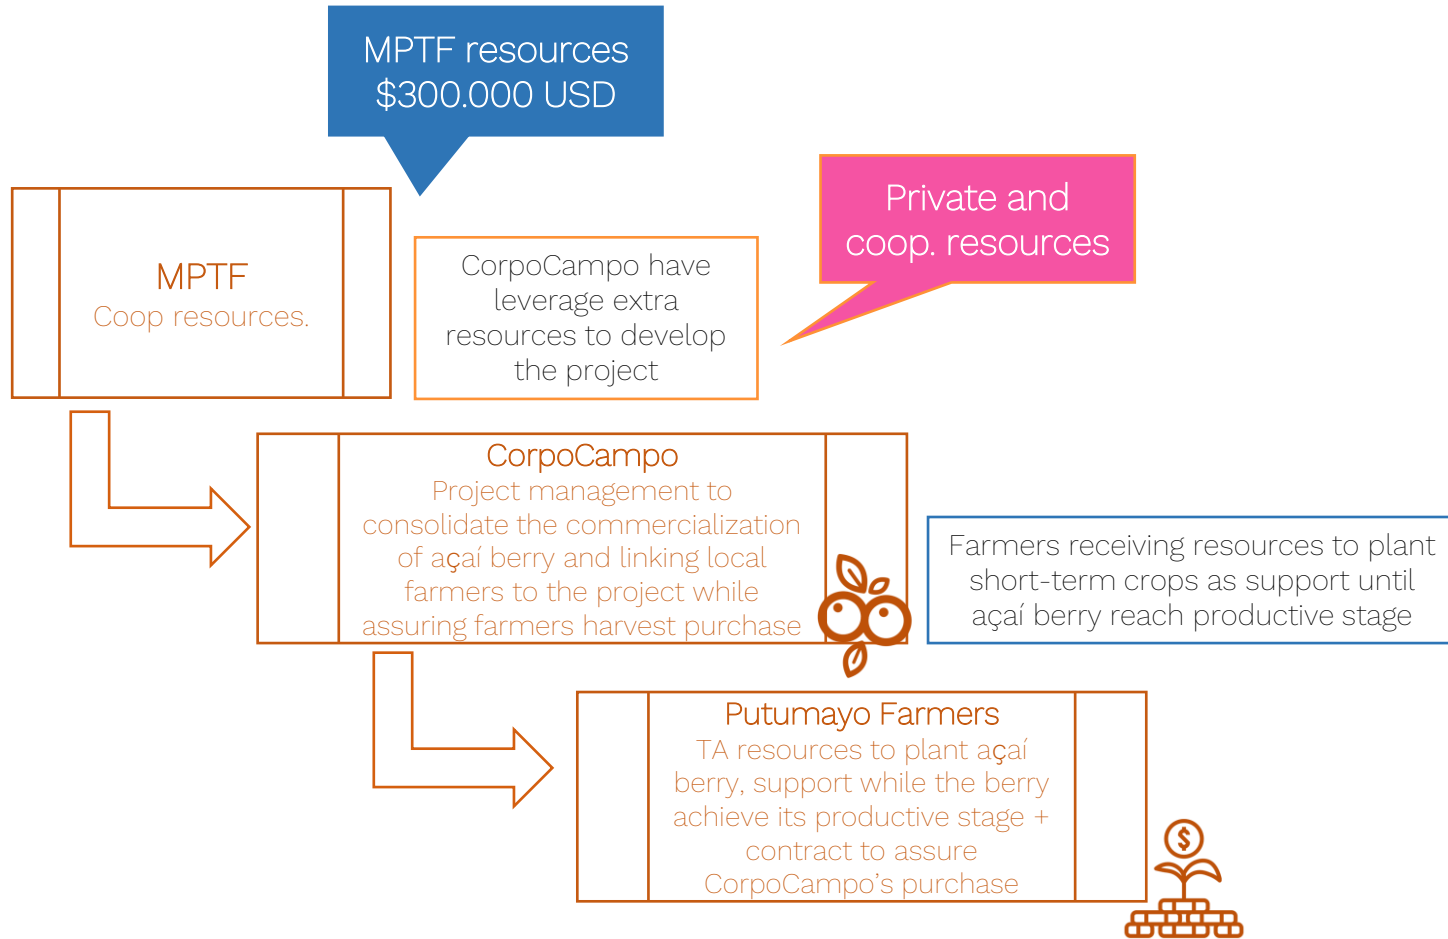 MPTF resources
$300.000 USD
Private and
coop. resources
MPTF
Coop resources.
CorpoCampo have
leverage extra
resources to develop
the project
CorpoCampo
Project management to
consolidate the commercialization
of açaí berry and linking local
farmers to the project while
assuring farmers harvest purchase
Farmers receiving resources to plant
short-term crops as support until
açaí berry reach productive stage
Putumayo Farmers
TA resources to plant açaí
berry, support while the berry
achieve its productive stage +
contract to assure
CorpoCampo’s purchase
$